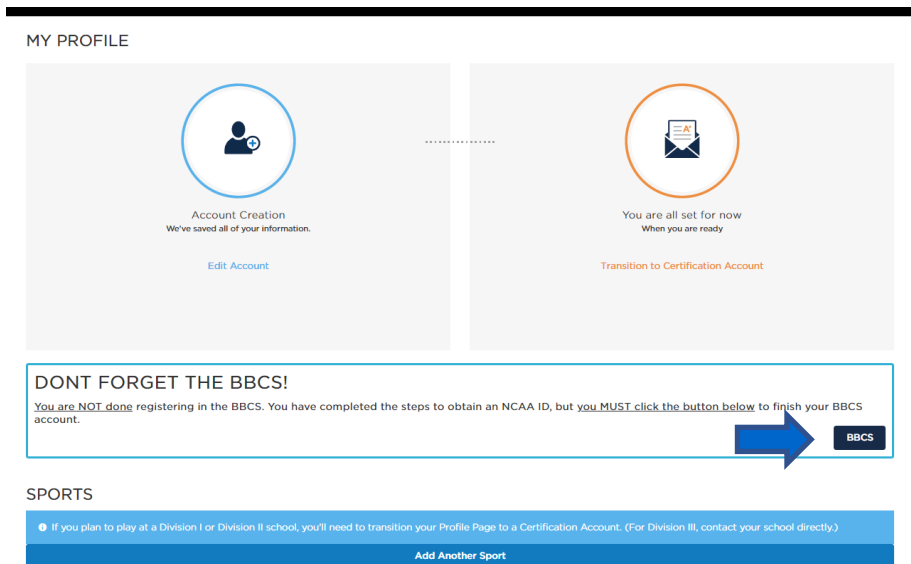 MY PROFILE
Account Creation
We've saved all of your information.
Edit Account
A+
You are all set for now
When you are ready
Transition to Certification Account
DONT FORGET THE BBCS!
You are NOT done registering in the BBCS. You have completed the steps to obtain an NCAA ID, but you MUST click the button below to finish your BBCS
account.
BBCS
SPORTS
If you plan to play at a Division I or Division II school, you'll need to transition your Profile Page to a Certification Account. (For Division III, contact your school directly.)
Add Another Sport